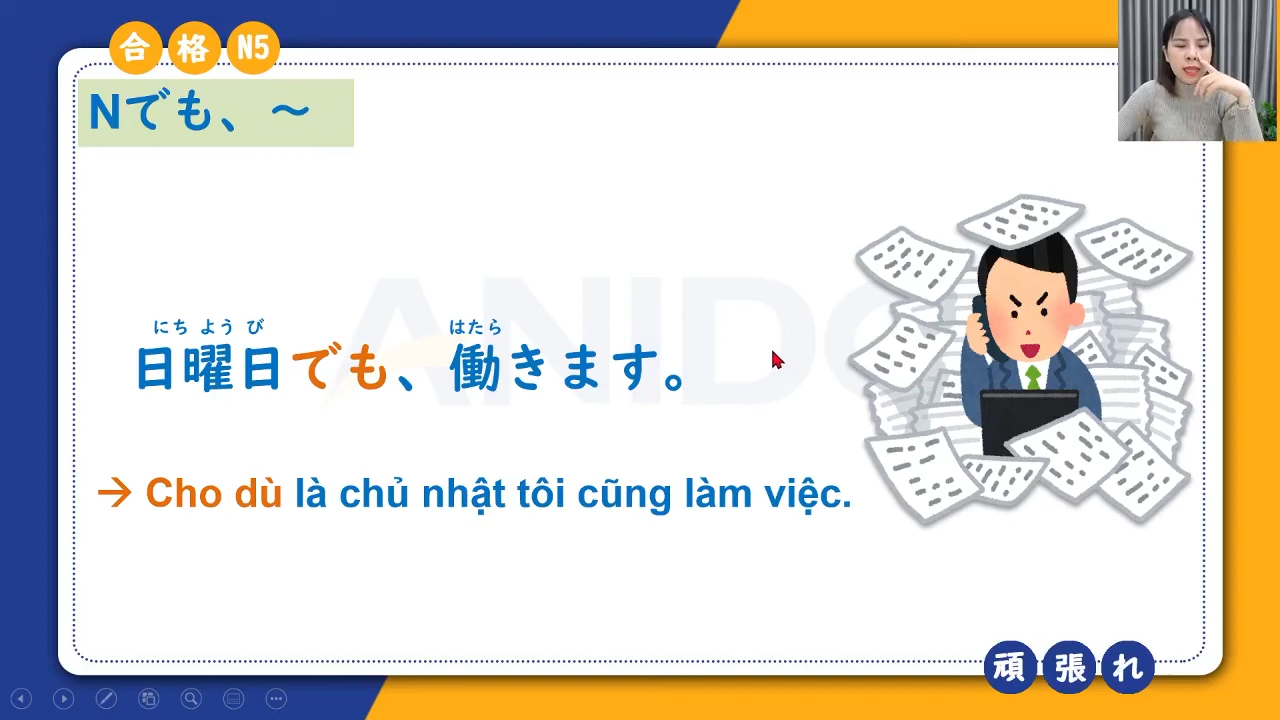 合格N5
Nでも、～
にちようび はたら
日曜日でも、働きます。
→ Cho dù là chủ nhật tôi cũng làm việc.
頑張れ